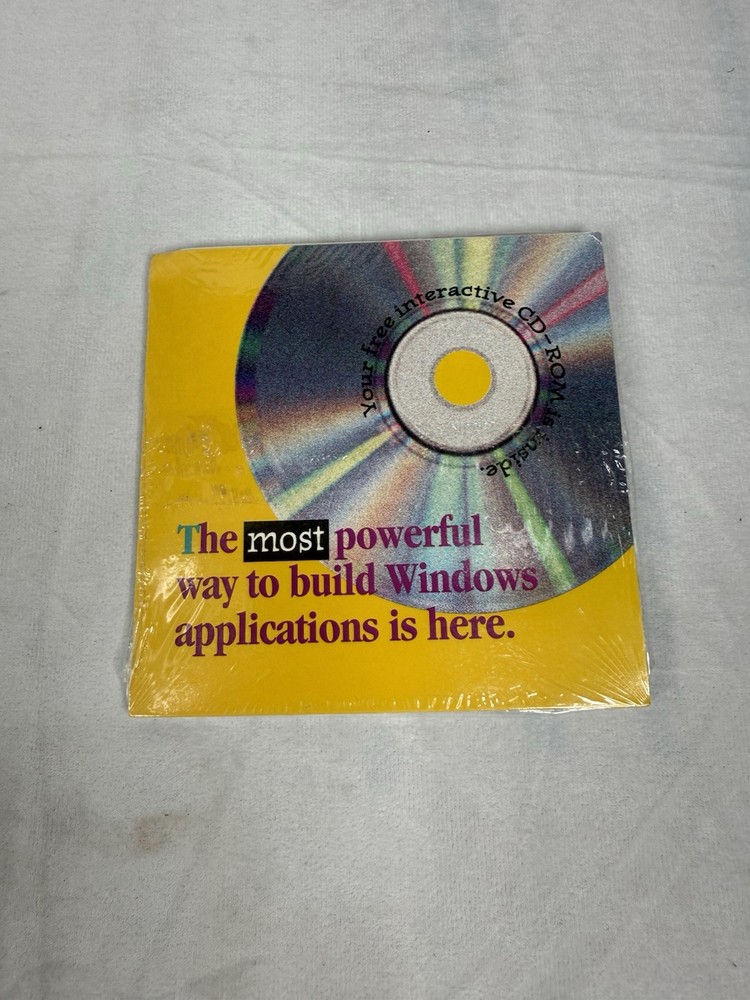 Your free interactive CD-ROM is inside.
The most powerful
way to build Windows
applications is here.